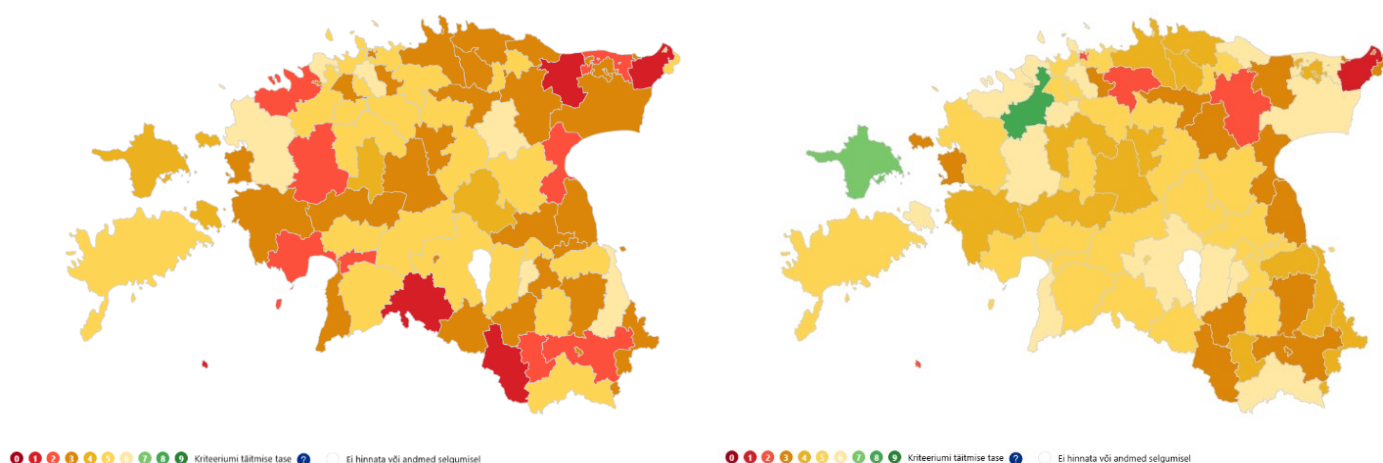 0 1 2 3 4 5 6 7 8 9 Kriteeriumi täitmise tase ? Ei hinnata või andmed selgumisel
0 1 2 3 4 5 6 7 8 9 Kriteeriumi täitmise tase ? Ei hinnata või andmed selgumisel